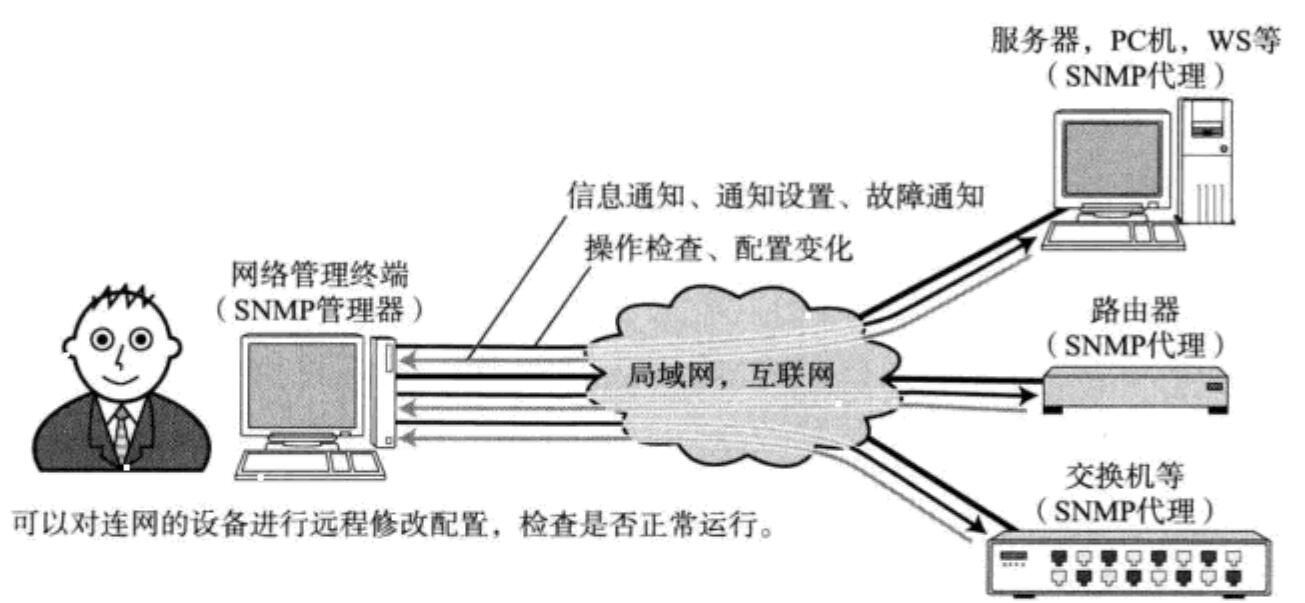 服务器，PC机，WS等
（SNMP代理）
信息通知、通知设置、故障通知
操作检查、配置变化
网络管理终端
（SNMP管理器）
路由器
（SNMP代理）
局域网，互联网
交换机等
（SNMP代理）
可以对连网的设备进行远程修改配置，检查是否正常运行。